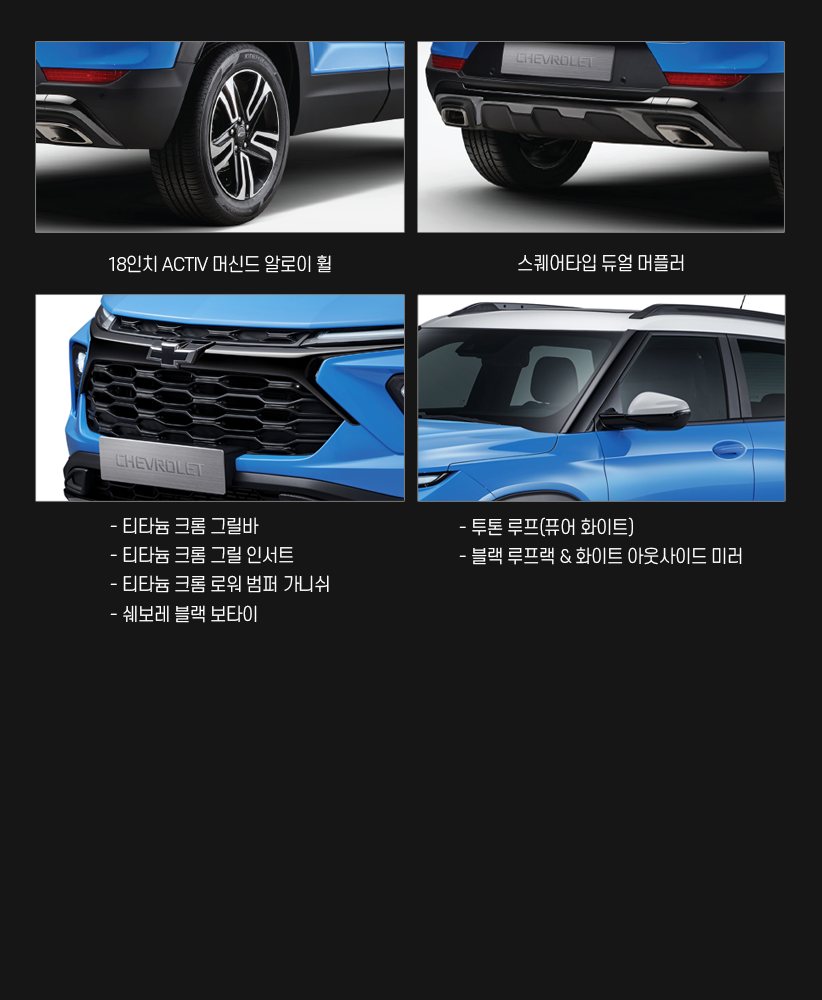 CHEVROLET
18인치 ACTIV 머신드 알로이 휠
스퀘어타입 듀얼 머플러
CHEVROLET
- 티타늄 크롬 그릴바
- 티타늄 크롬 그릴 인서트
- 티타늄 크롬 로워 범퍼 가니쉬
- 쉐보레 블랙 보타이
- 투톤 루프(퓨어 화이트)
- 블랙 루프랙 & 화이트 아웃사이드 미러